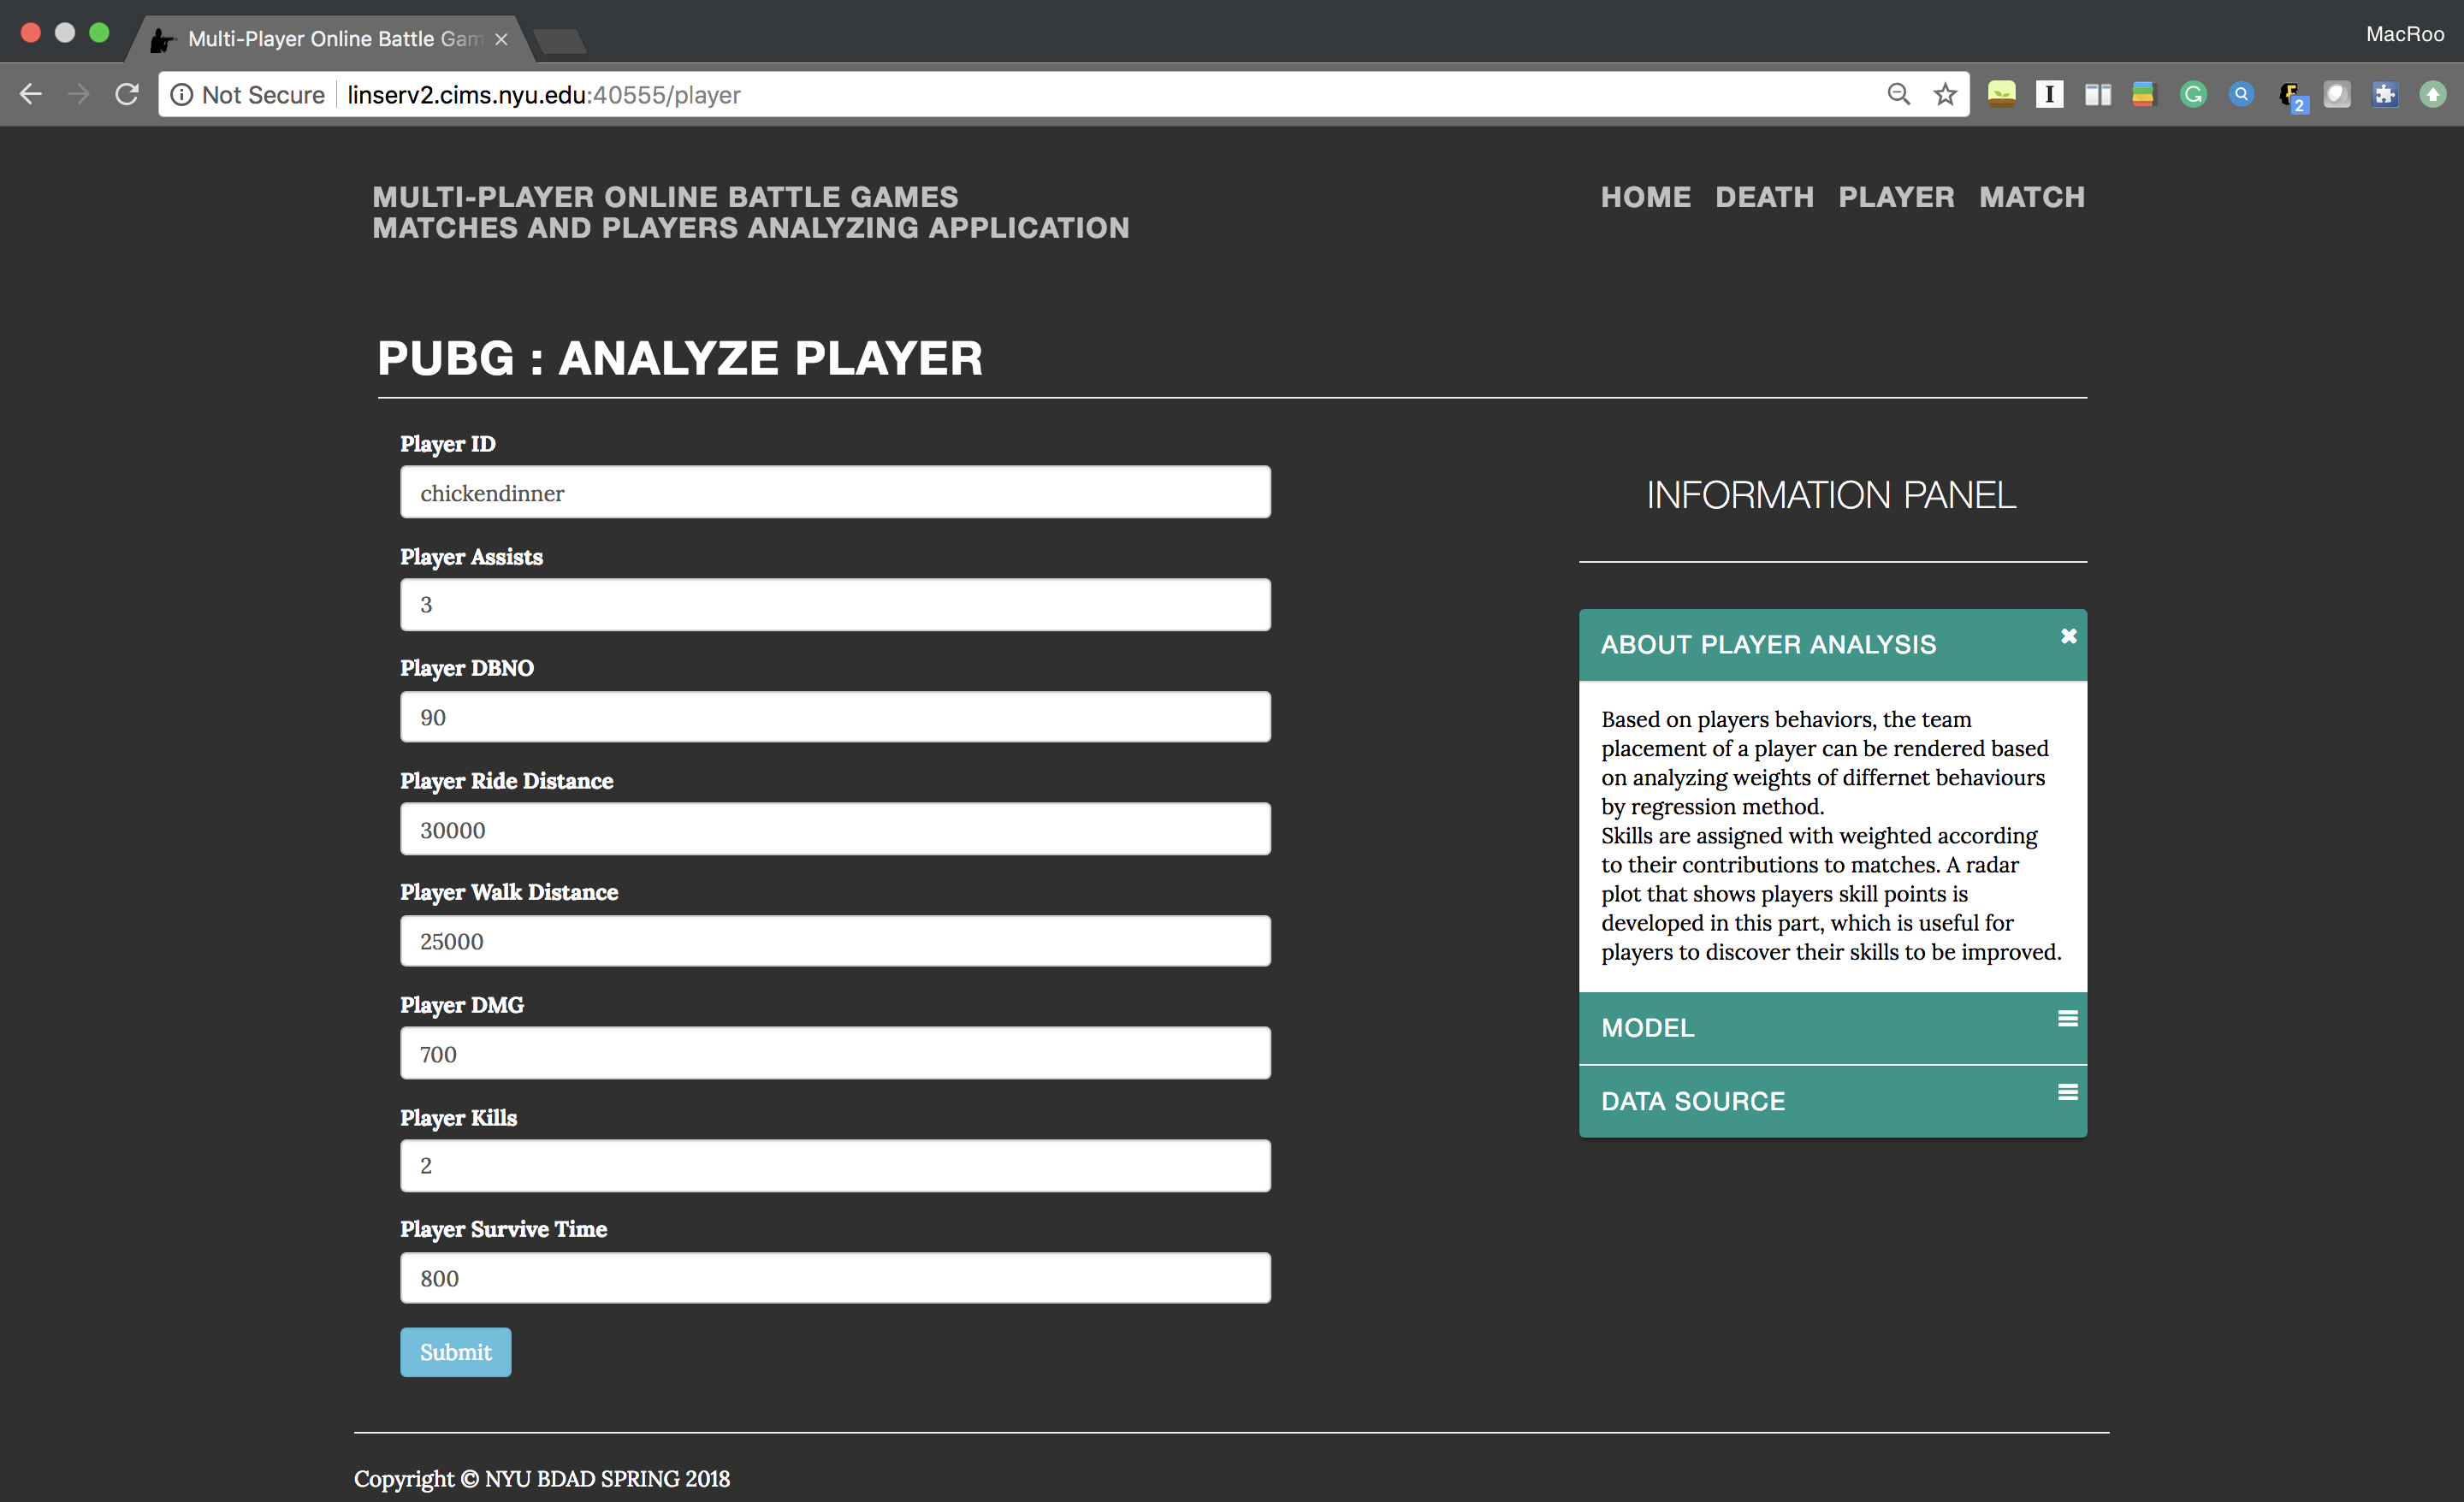 Multi-Player Online Battle Gam
MacRoo
Not Secure linserv2.cims.nyu.edu:40555/player
2
MULTI-PLAYER ONLINE BATTLE GAMES
MATCHES AND PLAYERS ANALYZING APPLICATION
HOME DEATH PLAYER MATCH
PUBG : ANALYZE PLAYER
Player ID
chickendinner
Player Assists
3
Player DBNO
90
Player Ride Distance
30000
Player Walk Distance
25000
Player DMG
700
Player Kills
2
Player Survive Time
800
Submit
INFORMATION PANEL
ABOUT PLAYER ANALYSIS
Based on players behaviors, the team
placement of a player can be rendered based
on analyzing weights of differnet behaviours
by regression method.
Skills are assigned with weighted according
to their contributions to matches. A radar
plot that shows players skill points is
developed in this part, which is useful for
players to discover their skills to be improved.
MODEL
DATA SOURCE
Copyright © NYU BDAD SPRING 2018